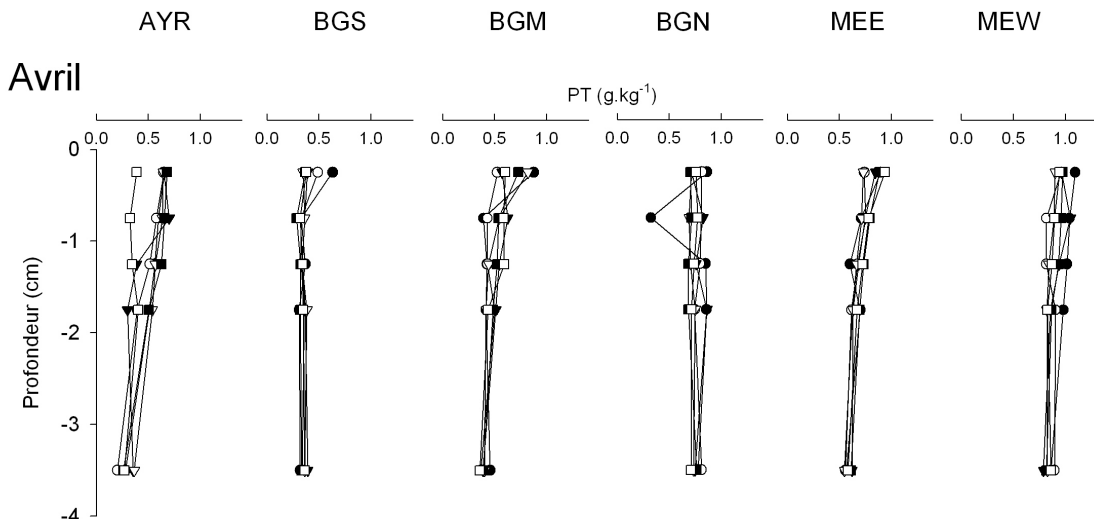 AYR BGS BGM BGN MEE MEW
Avril
PT (g.kg-1)
0.0 0.5 1.0 0.0 0.5 1.0 0.0 0.5 1.0 0.0 0.5 1.0 0.0 0.5 1.0 0.0 0.5 1.0
0
-1
-2
-3
-4
Profondeur (cm)